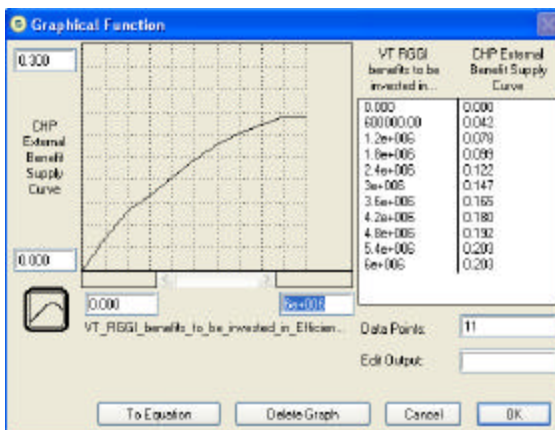 Graphical Function
0.300
CHP
External
Benefit
Supply
Curve
0.000
0.000
6e+006
VT_RGGI_benefits_to_be_invested_in_Efficien...
VT RGGI
benefits to be
invested in...
CHP External
Benefit Supply
Curve
0.000 0.000
600000.00 0.042
1.2e+006 0.078
1.8e+006 0.099
2.4e+006 0.122
3e+006 0.147
3.6e+006 0.165
4.2e+006 0.180
4.8e+006 0.192
5.4e+006 0.203
6e+006 0.203
Data Points: 11
Edit Output:
To Equation
Delete Graph
Cancel
OK